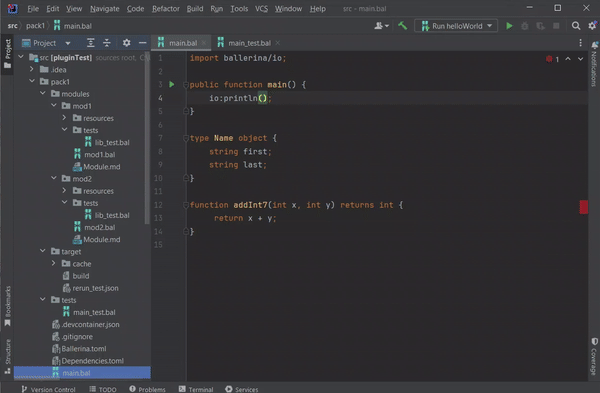 File Edit View Navigate Code Refactor Build Run Tools VCS Window Help src - main.bal
src pack1 main.bal Run helloWorld
Project main.bal main_test.bal
Project
Notifications
src [pluginTest] sources root,
.idea
pack1
modules
mod1
resources
tests
lib_test.bal
mod1.bal
Module.md
mod2
resources
tests
lib_test.bal
mod2.bal
Module.md
target
cache
build
rerun_test.json
tests
main_test.bal
.devcontainer.json
.gitignore
Ballerina.toml
Dependencies.toml
main.bal
1 import ballerina/io;
1
2
3 public function main() {
4 io:println();
5 }
6
7 type Name object {
8 string first;
9 string last;
10 }
11
12 function addInt7(int x, int y) returns int {
13 return x + y;
14 }
15
Bookmarks
Structure
Coverage
Version Control TODO Problems Terminal Services